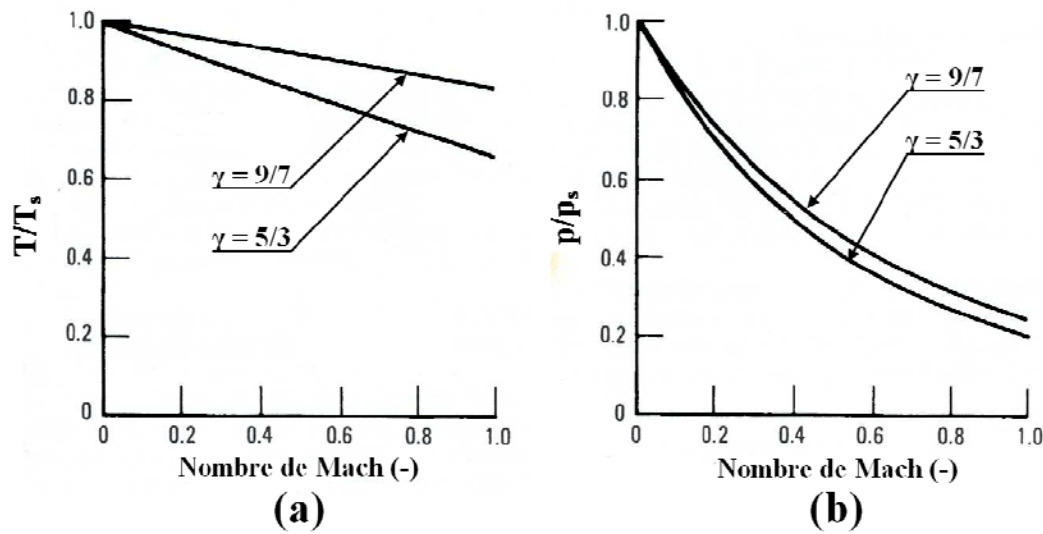 1.0
0.8
0.6
0.4
0.2
0
T/Tₛ
γ = 9/7
γ = 5/3
0 0.2 0.4 0.6 0.8 1.0
Nombre de Mach (-)
(a)
1.0
0.8
0.6
0.4
0.2
0
p/pₛ
γ = 9/7
γ = 5/3
0 0.2 0.4 0.6 0.8 1.0
Nombre de Mach (-)
(b)